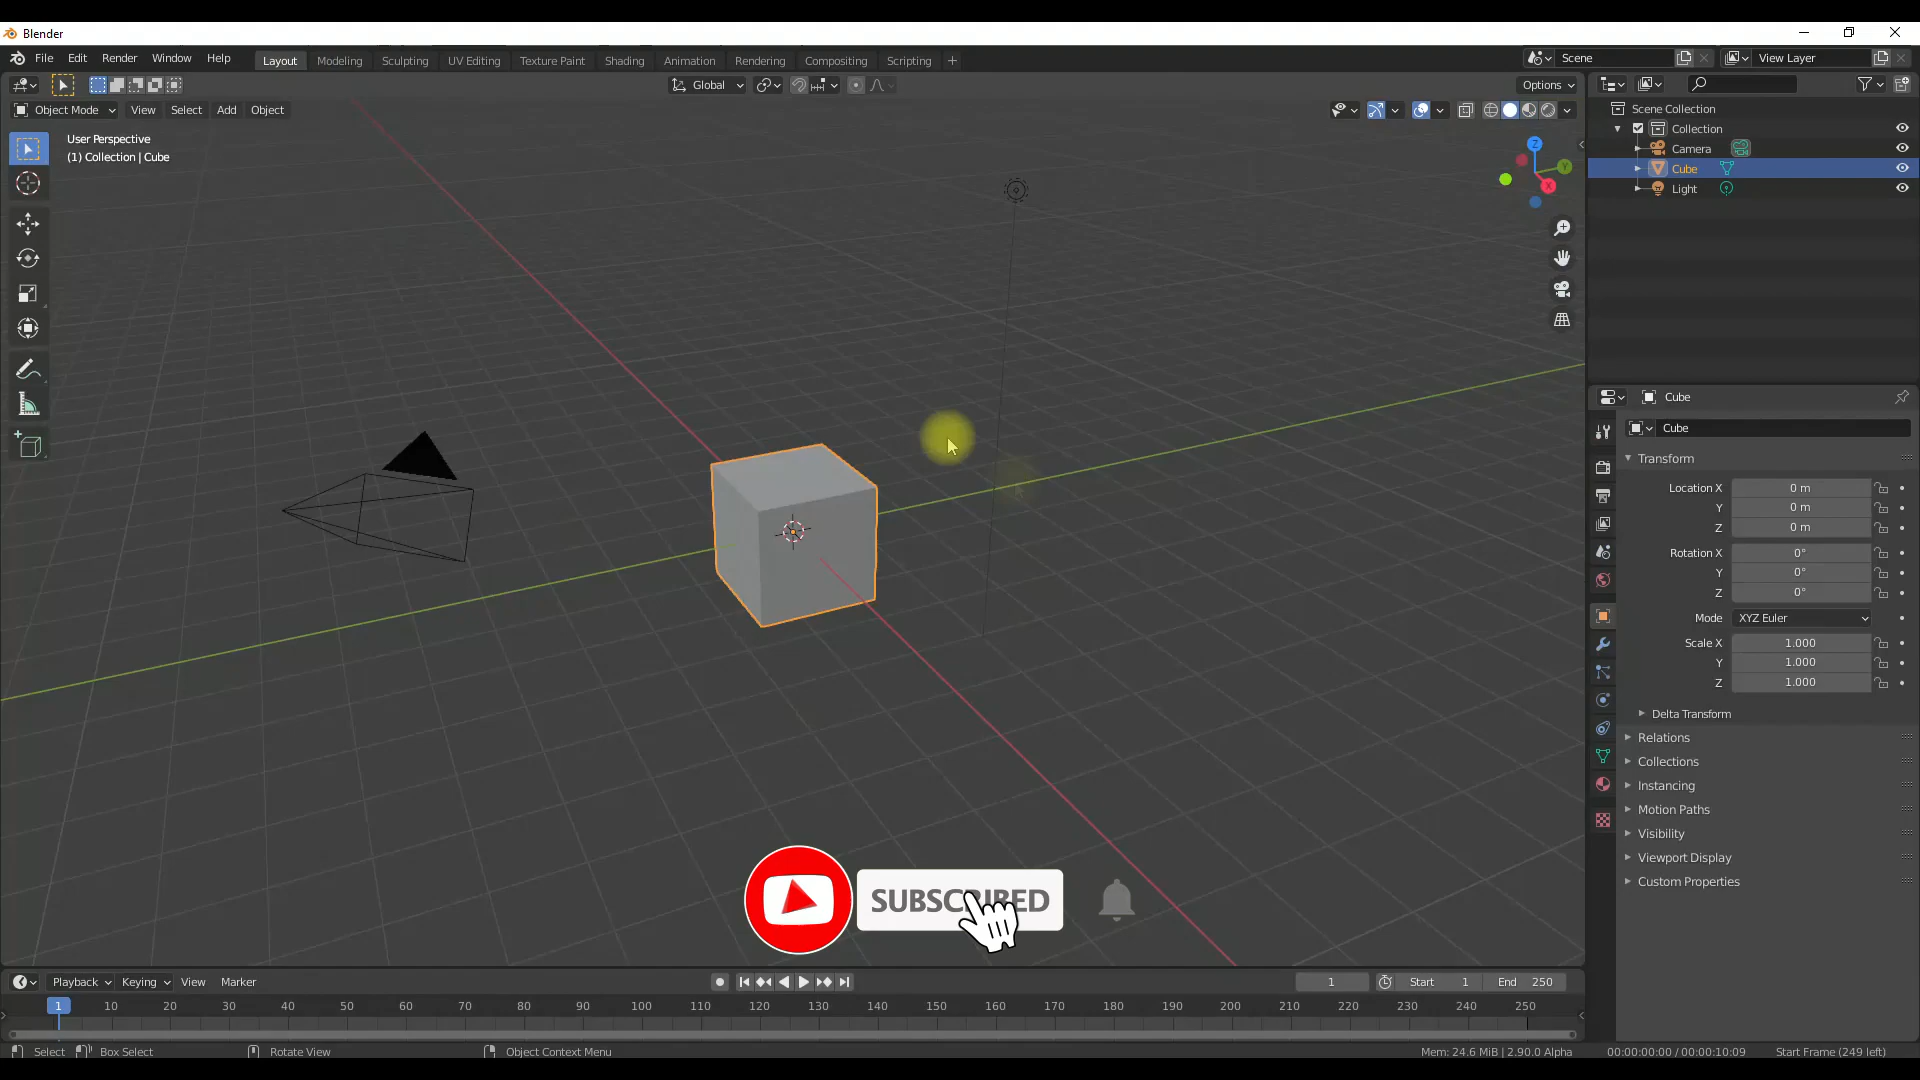 Blender
File Edit Render Window Help Layout Modeling Sculpting UV Editing Texture Paint Shading Animation Rendering Compositing Scripting + Scene View Layer
Global Options
Object Mode View Select Add Object
User Perspective
(1) Collection | Cube
Z
Y
X
Scene Collection
Collection
Camera
Cube
Light
Cube
Cube
Transform
Location X 0 m
Y 0 m
Z 0 m
Rotation X 0°
Y 0°
Z 0°
Mode XYZ Euler
Scale X 1.000
Y 1.000
Z 1.000
Delta Transform
Relations
Collections
Instancing
Motion Paths
Visibility
Viewport Display
Custom Properties
SUBSCRIBED
Playback Keying View Marker 1 Start 1 End 250
1 10 20 30 40 50 60 70 80 90 100 110 120 130 140 150 160 170 180 190 200 210 220 230 240 250
Select Box Select Rotate View Object Context Menu Mem: 24.6 MiB | 2.90.0 Alpha 00:00:00:00 / 00:00:10:09 Start Frame (249 left)